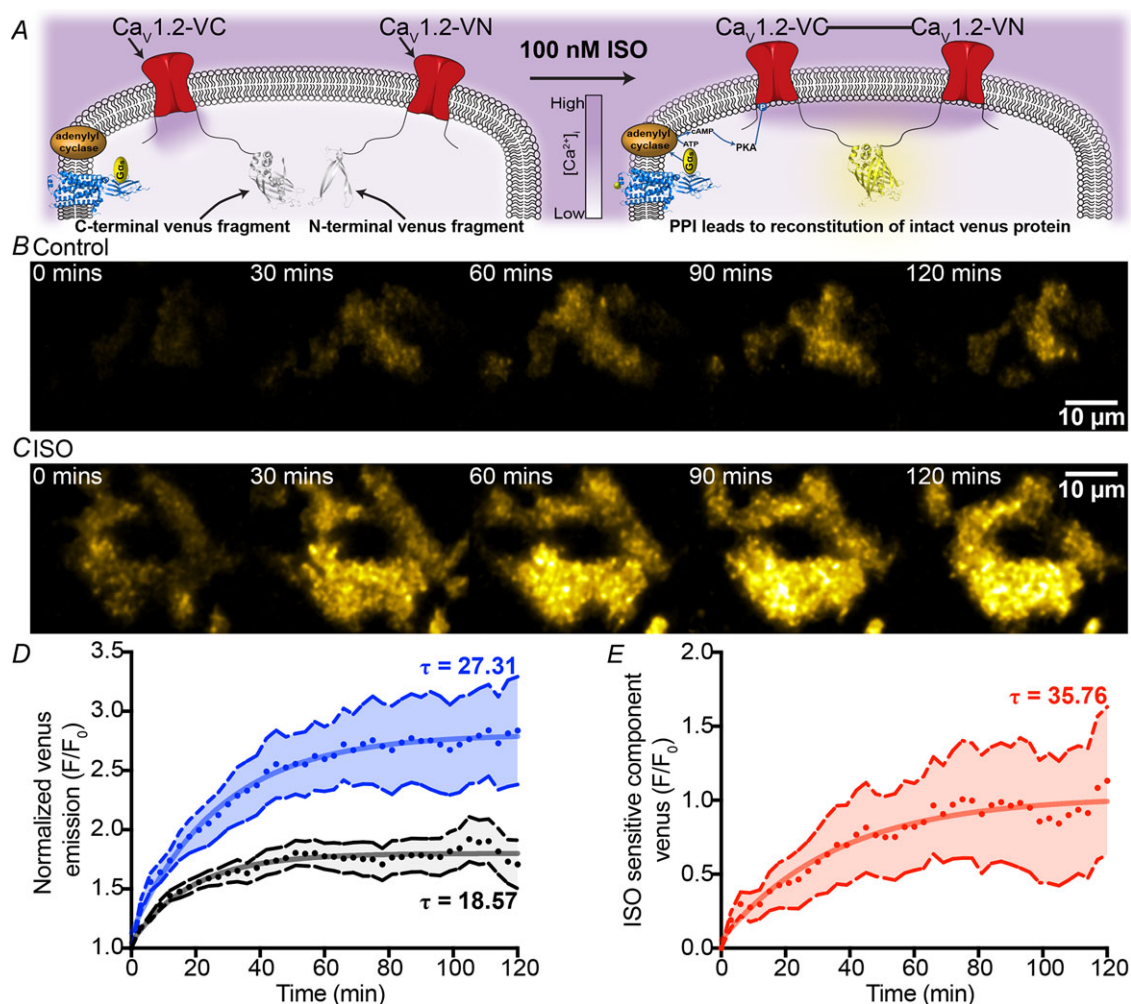 A
Ca_V1.2-VC
Ca_V1.2-VN
100 nM ISO
Ca_V1.2-VC
Ca_V1.2-VN
High
[Ca²⁺]ᵢ
Low
adenylyl
cyclase
Gαs
C-terminal venus fragment
N-terminal venus fragment
adenylyl
cyclase
cAMP
ATP
PKA
P
Gαs
PPI leads to reconstitution of intact venus protein
B Control
0 mins
30 mins
60 mins
90 mins
120 mins
10 µm
C ISO
0 mins
30 mins
60 mins
90 mins
120 mins
10 µm
D
Normalized venus
emission (F/F₀)
3.5
3.0
2.5
2.0
1.5
1.0
τ = 27.31
τ = 18.57
0 20 40 60 80 100 120
Time (min)
E
ISO sensitive component
venus (F/F₀)
2.0
1.5
1.0
0.5
0.0
τ = 35.76
0 20 40 60 80 100 120
Time (min)